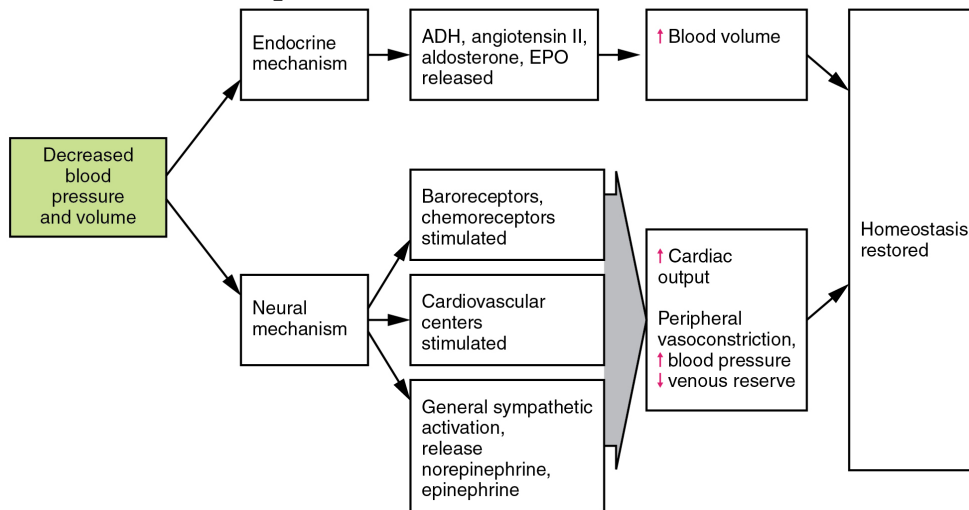 Decreased
blood
pressure
and volume
Endocrine
mechanism
ADH, angiotensin II,
aldosterone, EPO
released
↑ Blood volume
Neural
mechanism
Baroreceptors,
chemoreceptors
stimulated
Cardiovascular
centers
stimulated
General sympathetic
activation,
release
norepinephrine,
epinephrine
↑ Cardiac
output
Peripheral
vasoconstriction,
↑ blood pressure
↓ venous reserve
Homeostasis
restored